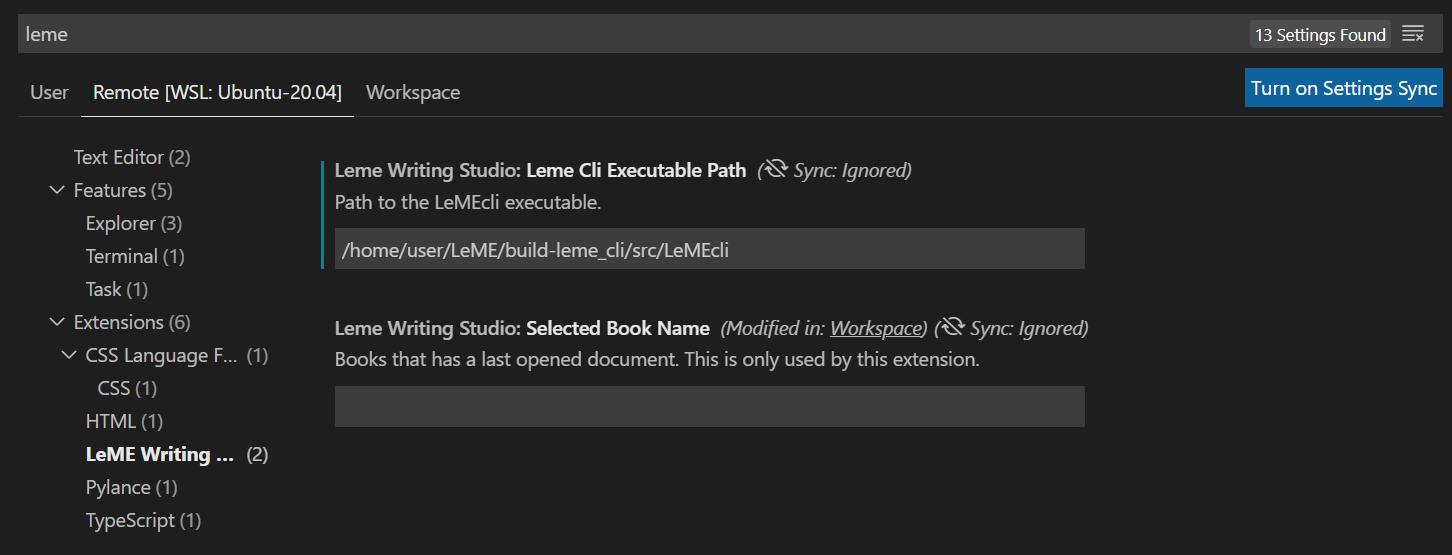 leme
13 Settings Found
User
Remote [WSL: Ubuntu-20.04]
Workspace
Turn on Settings Sync
Text Editor (2)
Features (5)
Explorer (3)
Terminal (1)
Task (1)
Extensions (6)
CSS Language F... (1)
CSS (1)
HTML (1)
LeME Writing ... (2)
Pylance (1)
TypeScript (1)
Leme Writing Studio: Leme Cli Executable Path (Sync: Ignored)
Path to the LeMEcli executable.
/home/user/LeME/build-leme_cli/src/LeMEcli
Leme Writing Studio: Selected Book Name (Modified in: Workspace) (Sync: Ignored)
Books that has a last opened document. This is only used by this extension.